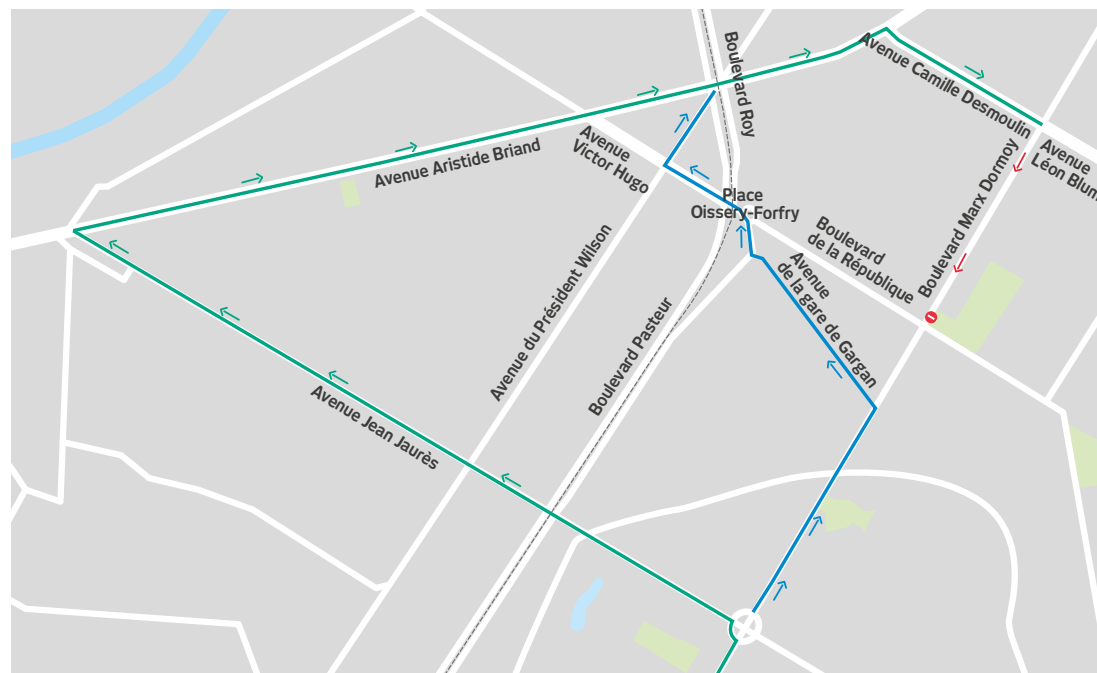 Boulevard Roy
Avenue Camille Desmoulin
Avenue
Léon Blum
Avenue Aristide Briand
Avenue
Victor Hugo
Boulevard Marx Dormoy
Place
Oissery-Forfry
Boulevard
de la République
Avenue
de la gare de Gargan
Avenue du Président Wilson
Boulevard Pasteur
Avenue Jean Jaurès